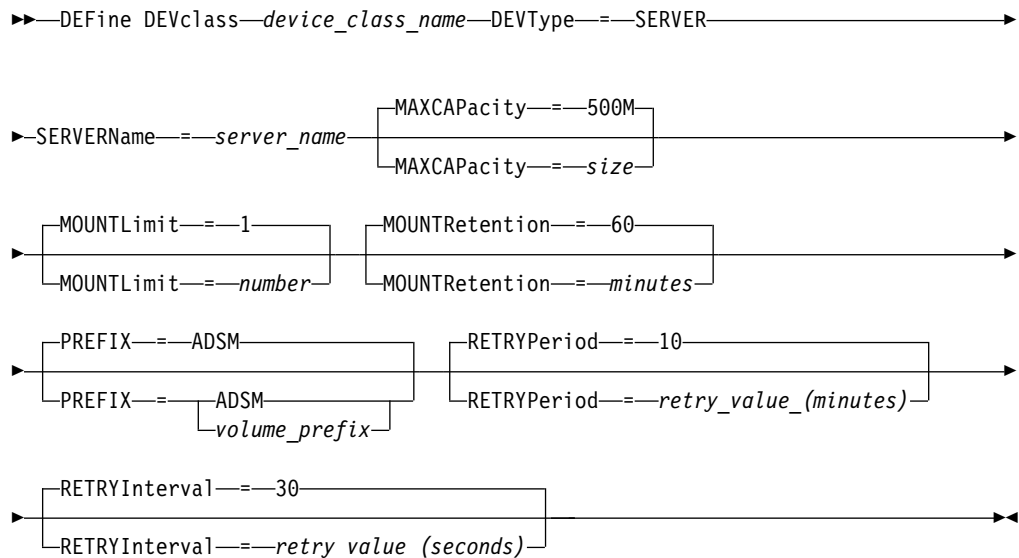 DEFine DEVclass device_class_name DEVType = SERVER
MAXCAPacity = 500M
SERVERName = server_name
MAXCAPacity = size
MOUNTLimit = 1 MOUNTRetention = 60
MOUNTLimit = number MOUNTRetention = minutes
PREFIX = ADSM RETRYPeriod = 10
PREFIX = ADSM RETRYPeriod = retry_value_(minutes)
volume_prefix
RETRYInterval = 30
RETRYInterval = retry value (seconds)